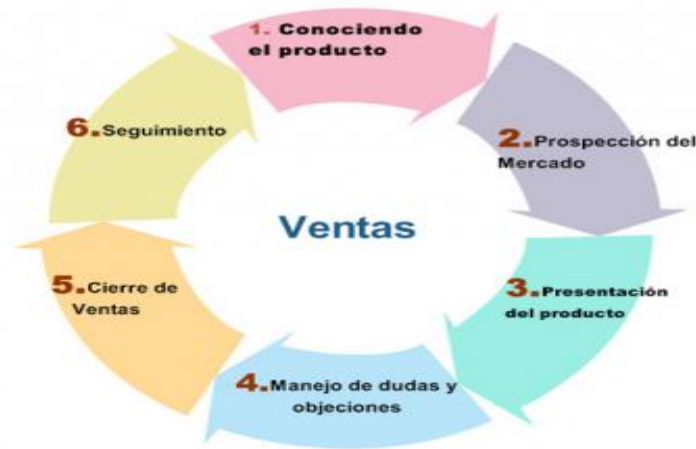 1. Conociendo
el producto
2.Prospección del
Mercado
3.Presentación
del producto
4.Manejo de dudas y
objeciones
5.Cierre de
Ventas
6.Seguimiento
Ventas